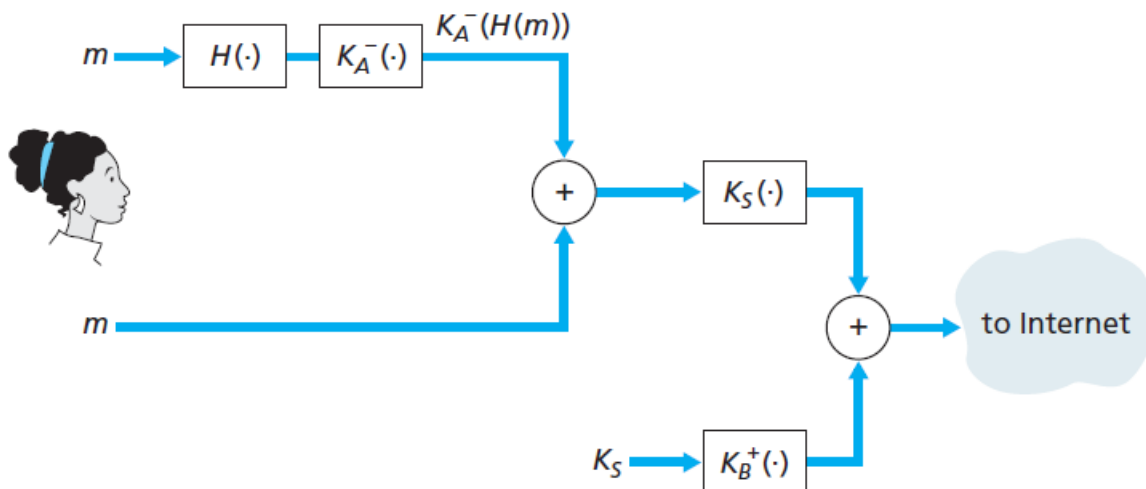 K_A^-(H(m))
m
H(·)
K_A^-(·)
+
K_S(·)
m
+
to Internet
K_S
K_B^+(·)